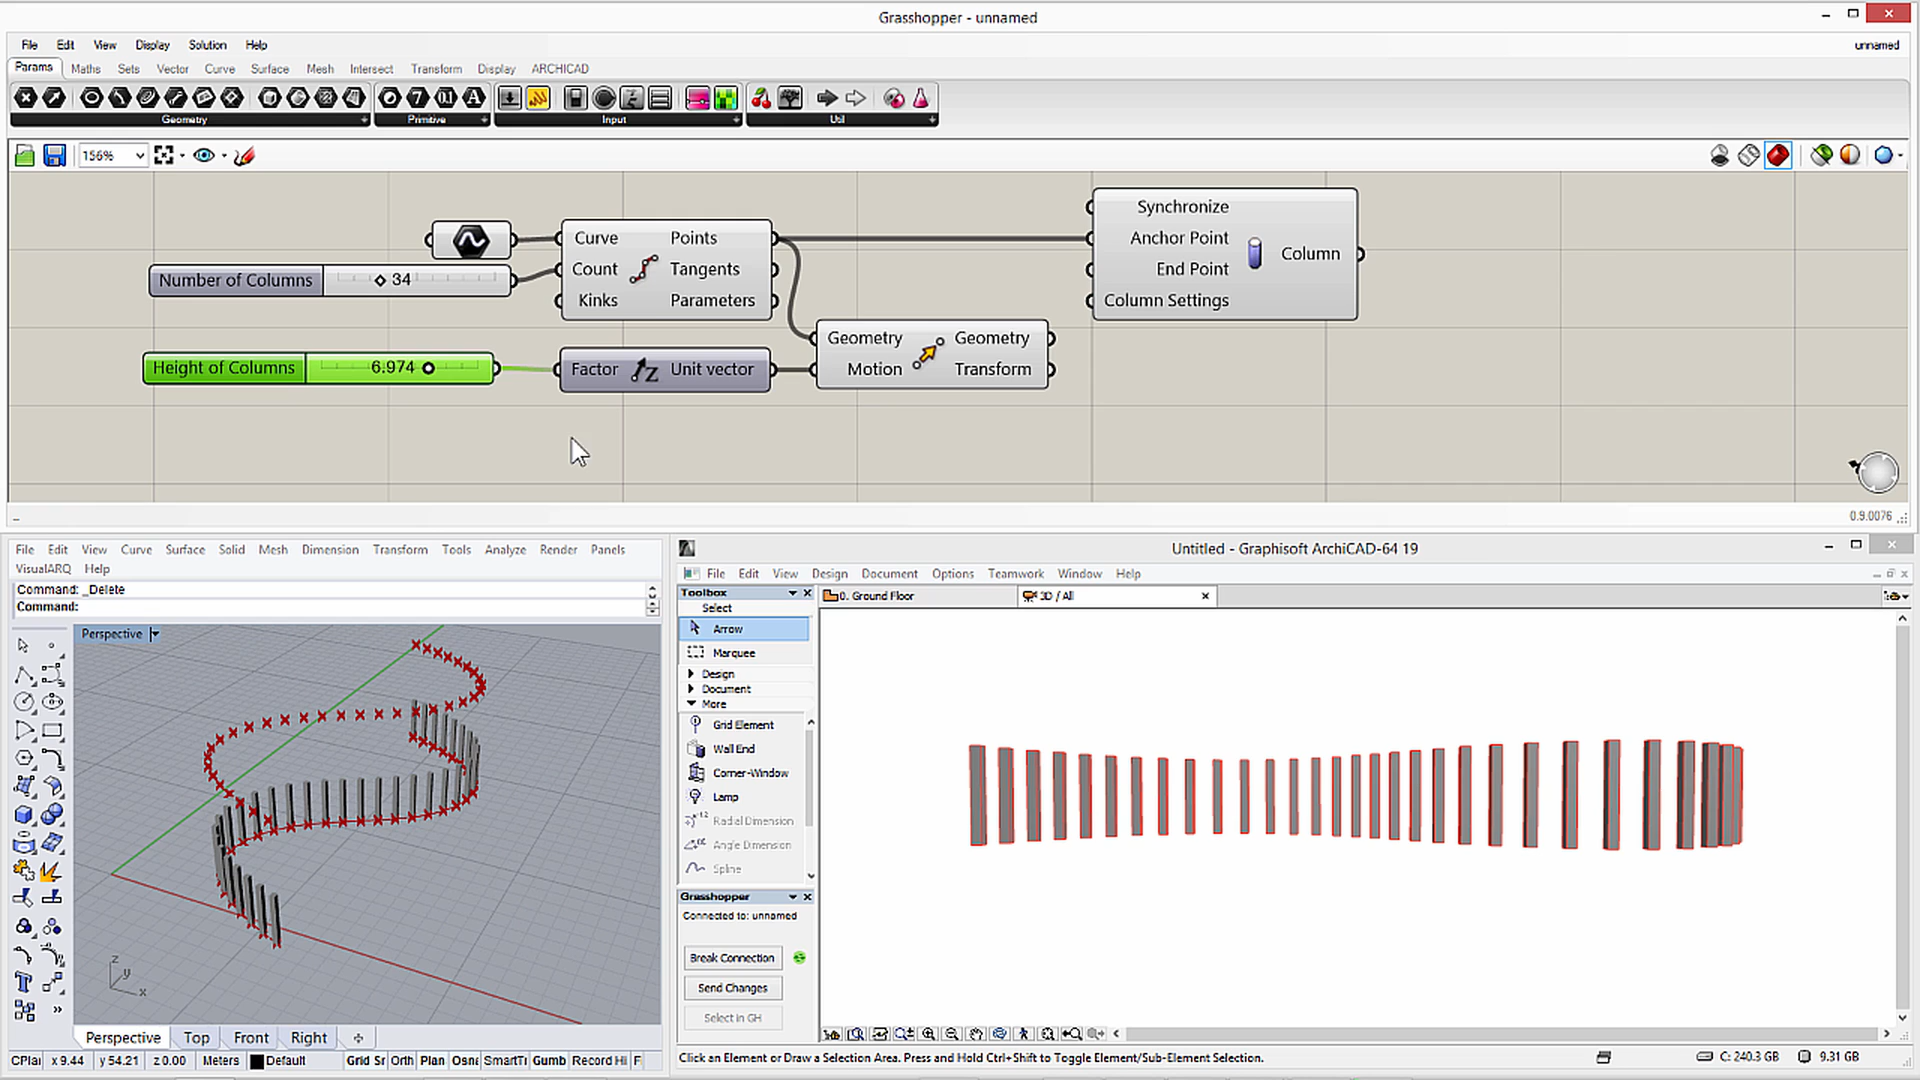 Grasshopper - unnamed
File Edit View Display Solution Help
unnamed
Params Maths Sets Vector Curve Surface Mesh Intersect Transform Display ARCHICAD
Geometry Primitive Input Util
156%
Synchronize
Curve Points
Anchor Point
Column
Number of Columns 34
Count Tangents
End Point
Kinks Parameters
Column Settings
Geometry Geometry
Height of Columns 6.974
Factor Unit vector
Motion Transform
0.9.0076
File Edit View Curve Surface Solid Mesh Dimension Transform Tools Analyze Render Panels
VisualARQ Help
Command: _Delete
Command:
Perspective
z
y
x
Perspective Top Front Right
x 9.44 y 54.21 z 0.00 Meters Default Grid Sr Orth Plan Osna SmartTr Gumb Record Hi F
Untitled - Graphisoft ArchiCAD-64 19
File Edit View Design Document Options Teamwork Window Help
Toolbox
Select
Arrow
Marquee
Design
Document
More
Grid Element
Wall End
Corner-Window
Lamp
Radial Dimension
Angle Dimension
Spline
0. Ground Floor
3D / All
Grasshopper
Connected to: unnamed
Break Connection
Send Changes
Select in GH
Click an Element or Draw a Selection Area. Press and Hold Ctrl+Shift to Toggle Element/Sub-Element Selection.
C: 240.3 GB
9.31 GB